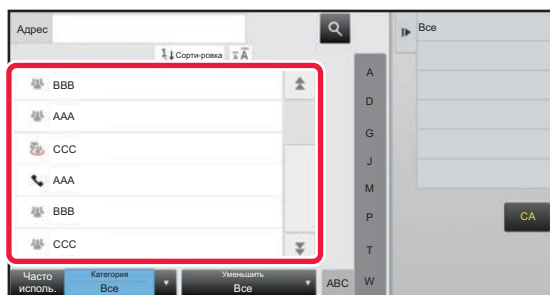 Адрес
Все
Сорти-ровка
BBB
AAA
CCC
AAA
BBB
CCC
A
D
G
J
M
P
T
W
CA
Часто
исполь.
Категория
Все
Уменьшить
Все
ABC